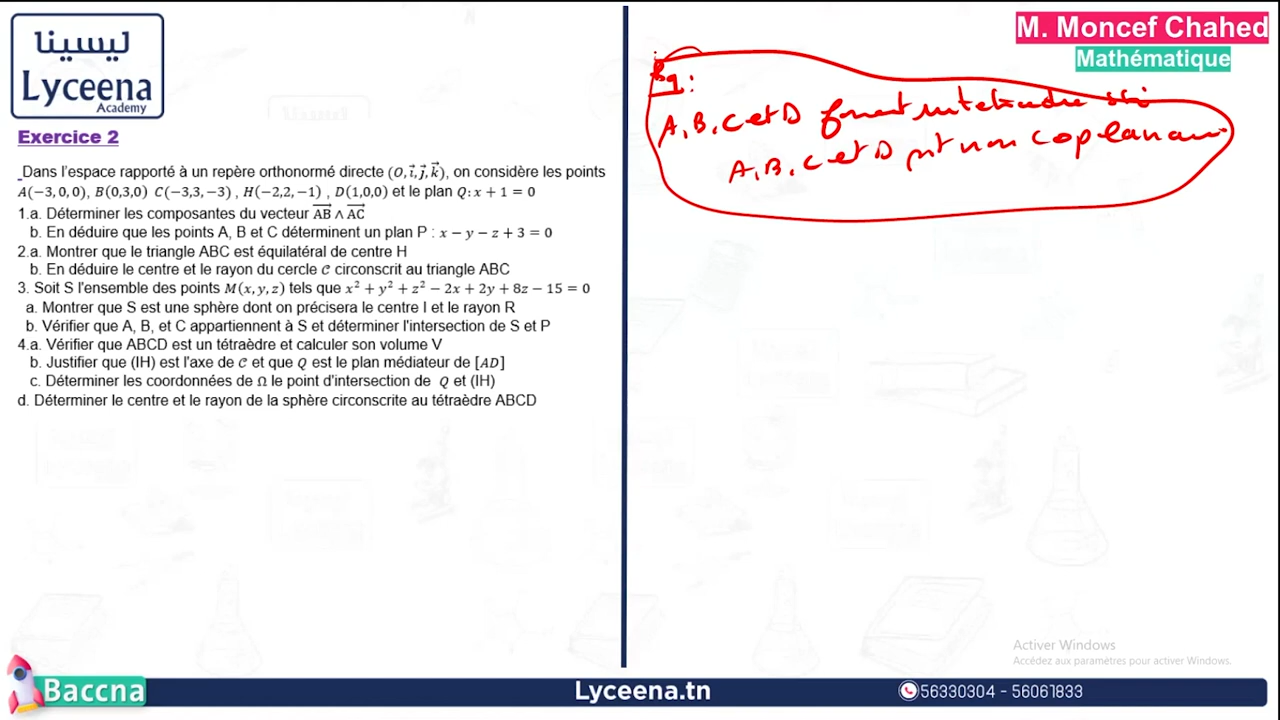 ليسينا
Lyceena
Academy
M. Moncef Chahed
Mathématique
Exercice 2
Dans l'espace rapporté à un repère orthonormé directe (O, i⃗, j⃗, k⃗), on considère les points
A(−3,0,0), B(0,3,0) C(−3,3,−3) , H(−2,2,−1) , D(1,0,0) et le plan Q: x + 1 = 0
1.a. Déterminer les composantes du vecteur AB⃗ ∧ AC⃗
b. En déduire que les points A, B et C déterminent un plan P : x − y − z + 3 = 0
2.a. Montrer que le triangle ABC est équilatéral de centre H
b. En déduire le centre et le rayon du cercle 𝒞 circonscrit au triangle ABC
3. Soit S l'ensemble des points M(x, y, z) tels que x² + y² + z² − 2x + 2y + 8z − 15 = 0
a. Montrer que S est une sphère dont on précisera le centre I et le rayon R
b. Vérifier que A, B, et C appartiennent à S et déterminer l'intersection de S et P
4.a. Vérifier que ABCD est un tétraèdre et calculer son volume V
b. Justifier que (IH) est l'axe de 𝒞 et que Q est le plan médiateur de [AD]
c. Déterminer les coordonnées de Ω le point d'intersection de Q et (IH)
d. Déterminer le centre et le rayon de la sphère circonscrite au tétraèdre ABCD
Rq:
A, B, C et D forment un tetraedre ssi
A, B, C et D sont non coplanaires
Activer Windows
Accédez aux paramètres pour activer Windows.
Baccna
Lyceena.tn
56330304 - 56061833